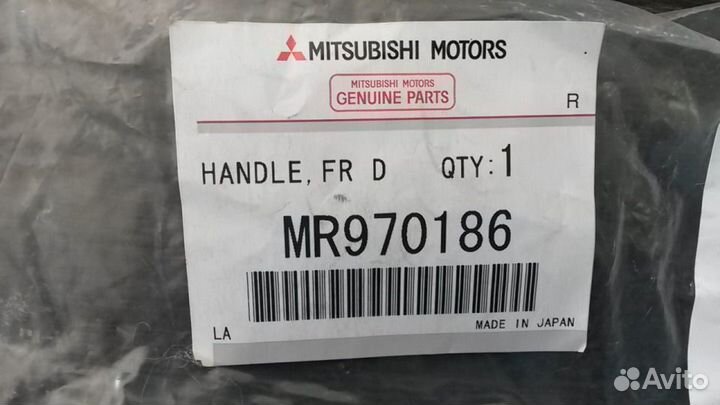 MITSUBISHI MOTORS
MITSUBISHI MOTORS
GENUINE PARTS
R
HANDLE, FR D QTY: 1
MR970186
LA MADE IN JAPAN
Avito